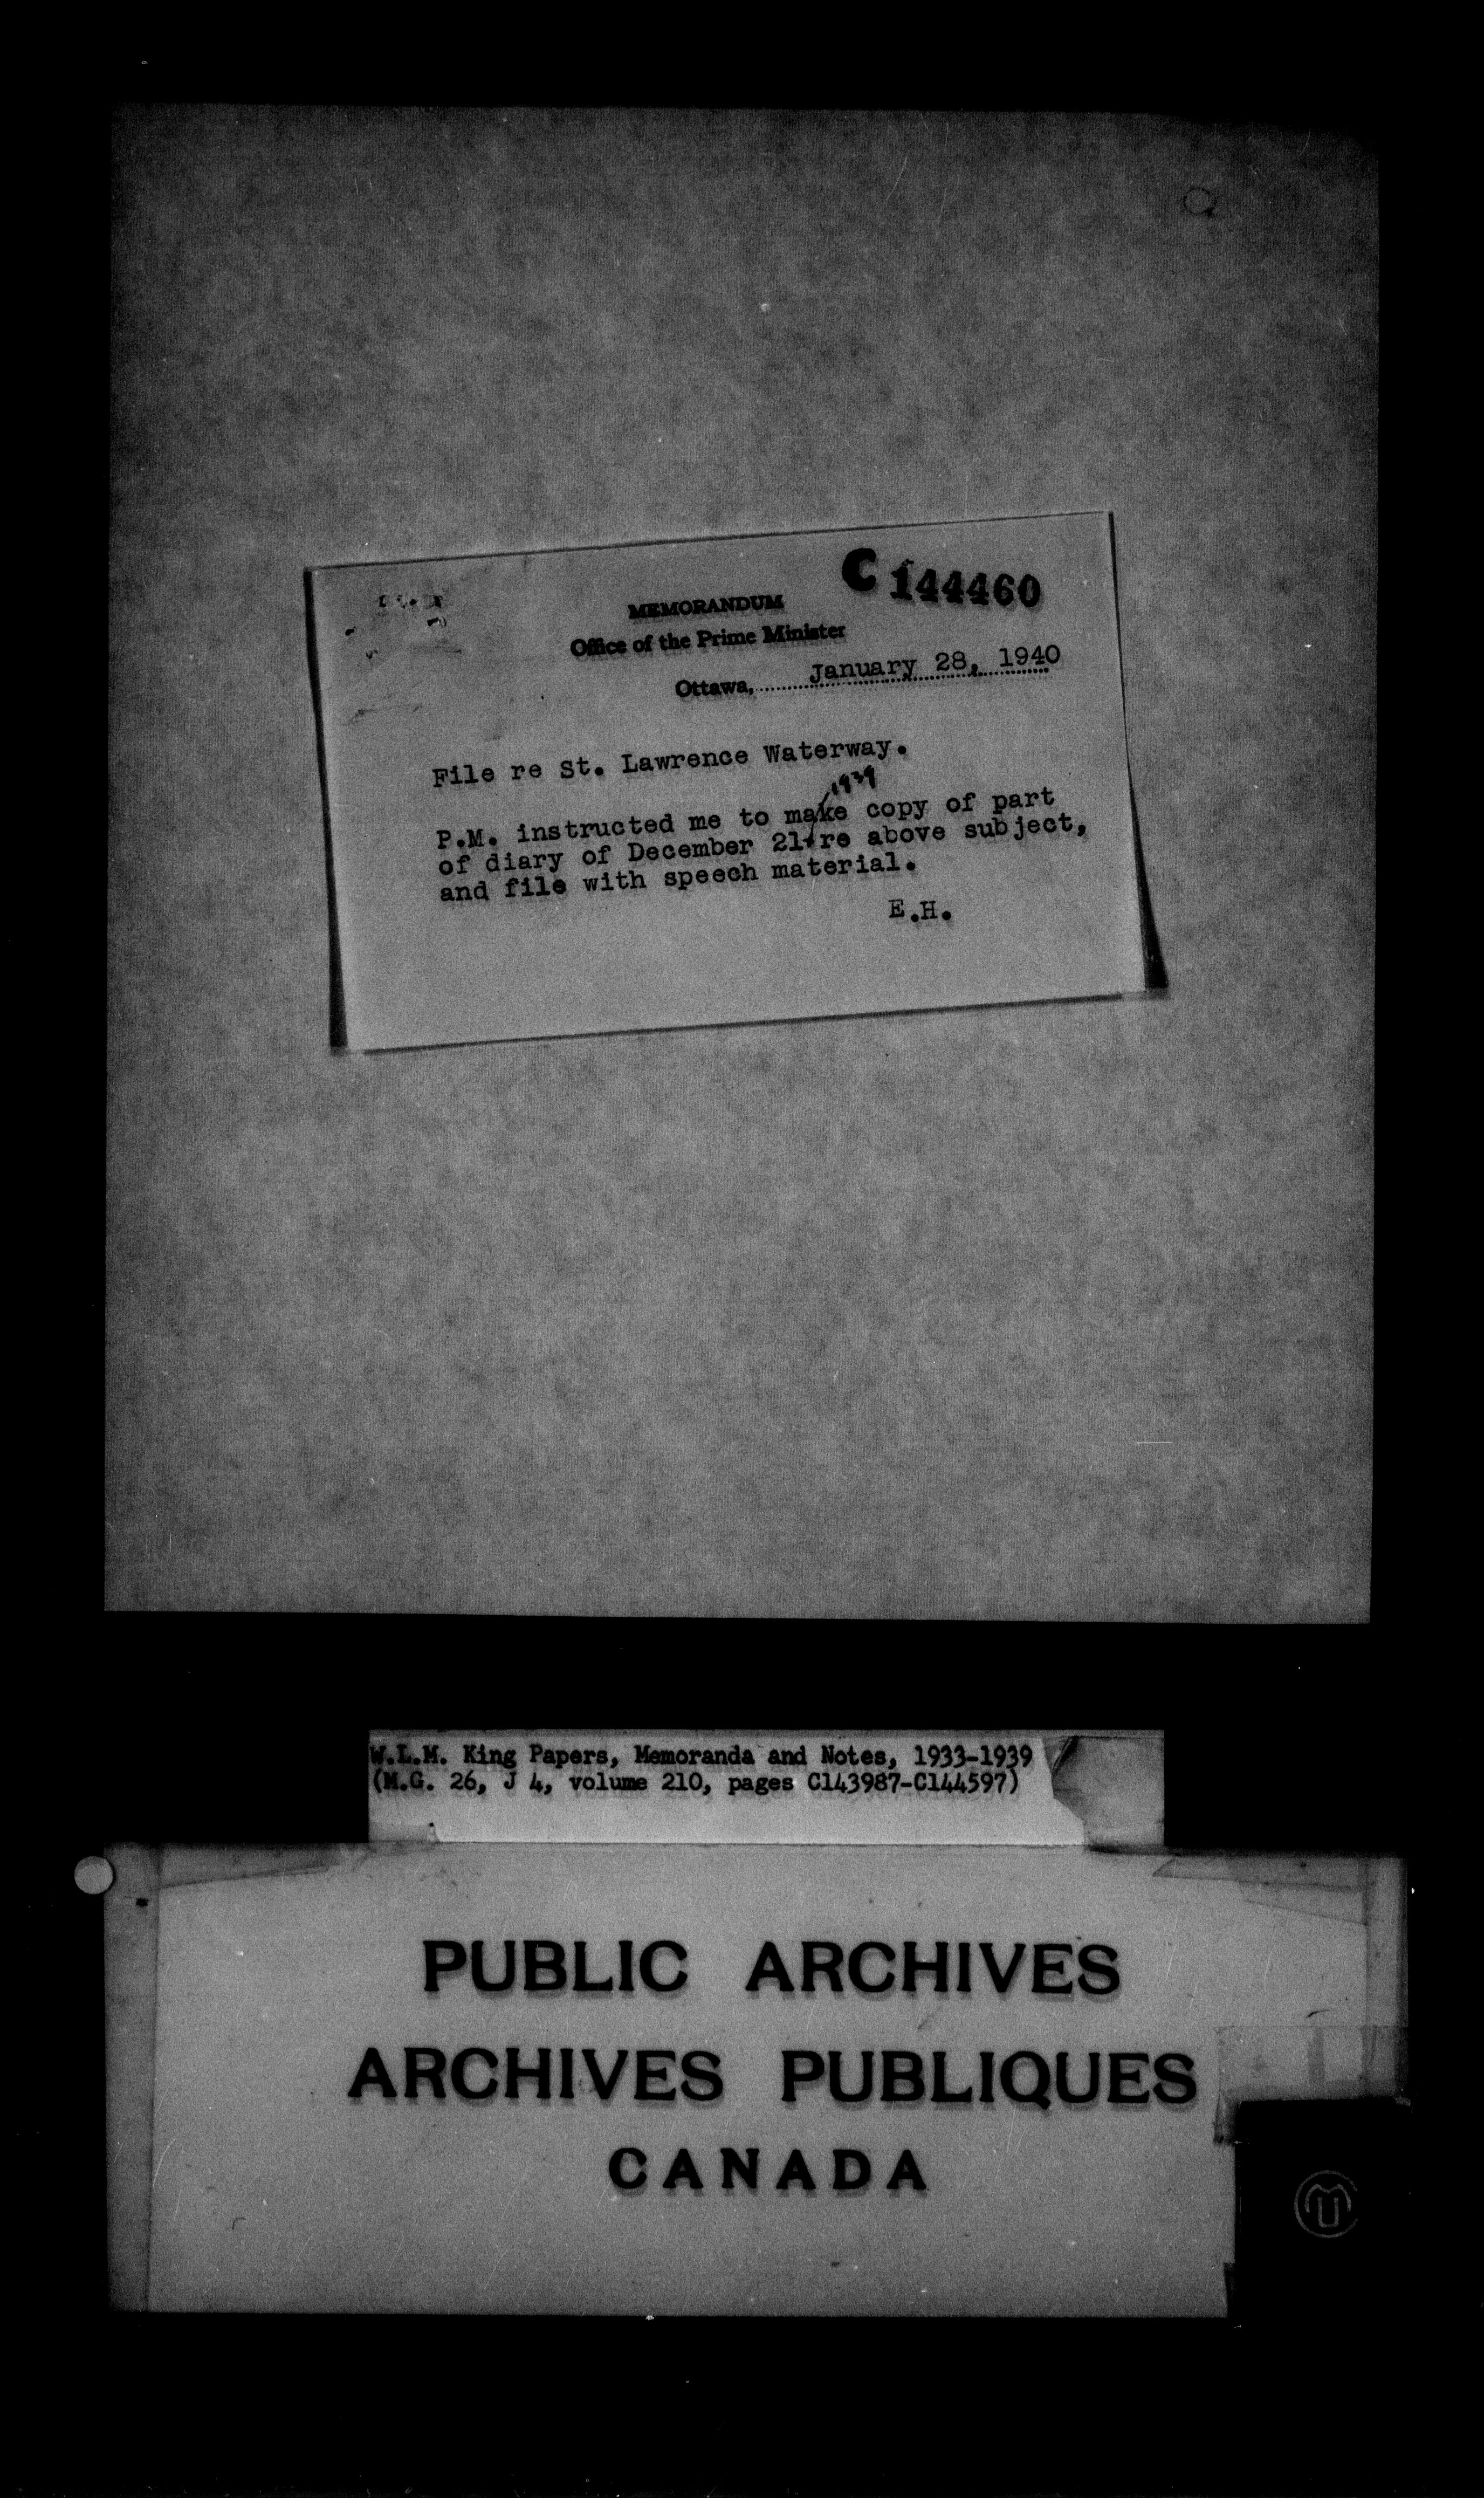 C 144460
MEMORANDUM
Office of the Prime Minister
Ottawa, January 28, 1940
File re St. Lawrence Waterway.
1939
P.M. instructed me to make copy of part
of diary of December 21 re above subject,
and file with speech material.
E.H.
W.L.M. King Papers, Memoranda and Notes, 1933-1939
(M.G. 26, J 4, volume 210, pages C143987-C144597)
PUBLIC ARCHIVES
ARCHIVES PUBLIQUES
CANADA